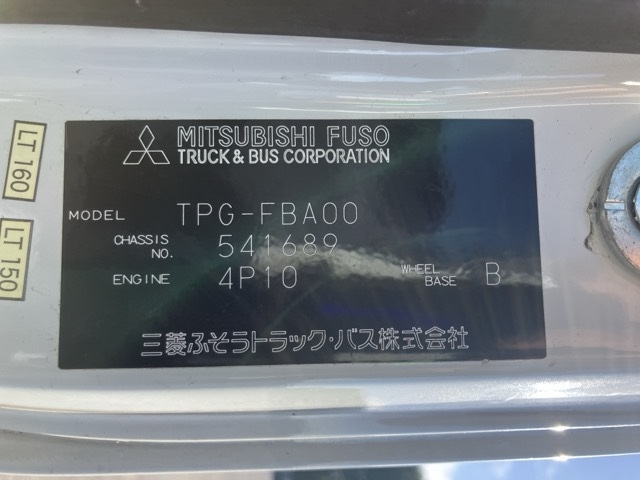 MITSUBISHI FUSO
TRUCK & BUS CORPORATION
MODEL TPG-FBA00
CHASSIS NO. 541689
ENGINE 4P10 WHEEL BASE B
三菱ふそうトラック・バス株式会社
LT 160
LT 150